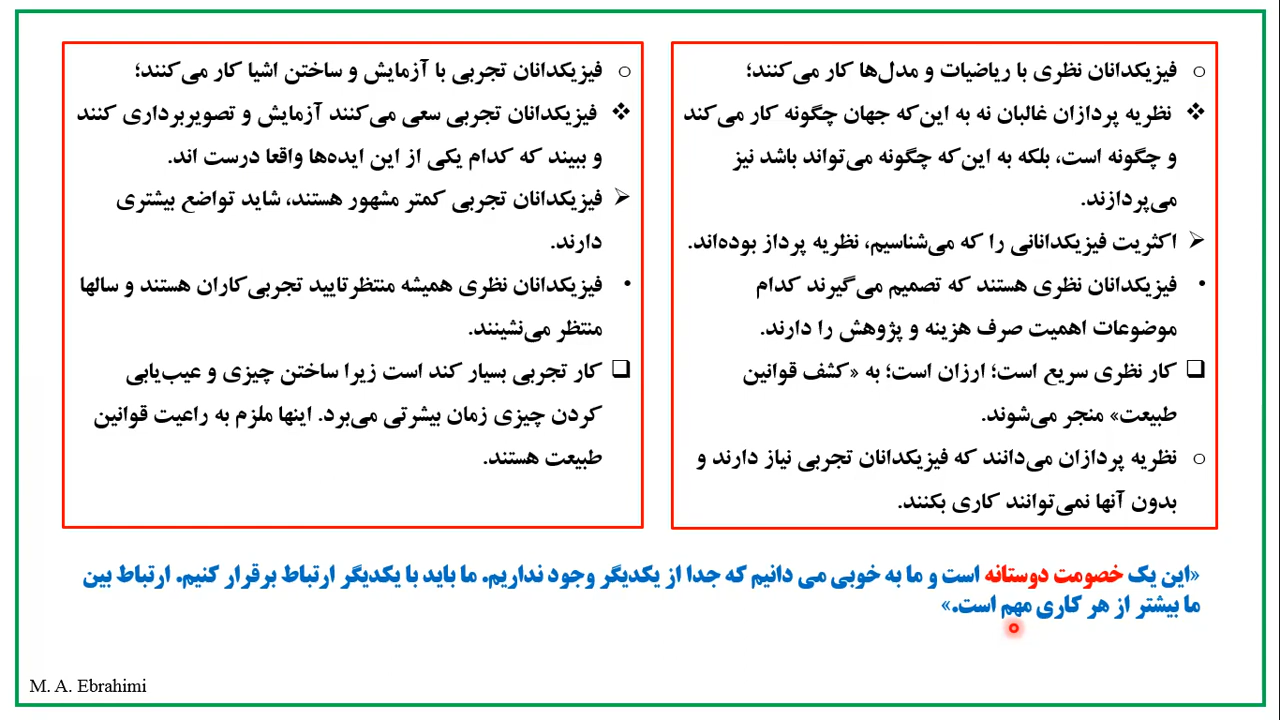 ○ فیزیکدانان نظری با ریاضیات و مدل‌ها کار می‌کنند؛
❖ نظریه پردازان غالبان نه به این‌که جهان چگونه کار می‌کند
و چگونه است، بلکه به این‌که چگونه می‌تواند باشد نیز
می‌پردازند.
➢ اکثریت فیزیکدانانی را که می‌شناسیم، نظریه پرداز بوده‌اند.
• فیزیکدانان نظری هستند که تصمیم می‌گیرند کدام
موضوعات اهمیت صرف هزینه و پژوهش را دارند.
❑ کار نظری سریع است؛ ارزان است؛ به «کشف قوانین
طبیعت» منجر می‌شوند.
○ نظریه پردازان می‌دانند که فیزیکدانان تجربی نیاز دارند و
بدون آنها نمی‌توانند کاری بکنند.
○ فیزیکدانان تجربی با آزمایش و ساختن اشیا کار می‌کنند؛
❖ فیزیکدانان تجربی سعی می‌کنند آزمایش و تصویربرداری کنند
و ببیند که کدام یکی از این ایده‌ها واقعا درست اند.
➢ فیزیکدانان تجربی کمتر مشهور هستند، شاید تواضع بیشتری
دارند.
• فیزیکدانان نظری همیشه منتظر تایید تجربی‌کاران هستند و سالها
منتظر می‌نشینند.
❑ کار تجربی بسیار کند است زیرا ساختن چیزی و عیب‌یابی
کردن چیزی زمان بیشرتی می‌برد. اینها ملزم به راعیت قوانین
طبیعت هستند.
«این یک خصومت دوستانه است و ما به خوبی می دانیم که جدا از یکدیگر وجود نداریم. ما باید با یکدیگر ارتباط برقرار کنیم. ارتباط بین
ما بیشتر از هر کاری مهم است.»
M. A. Ebrahimi